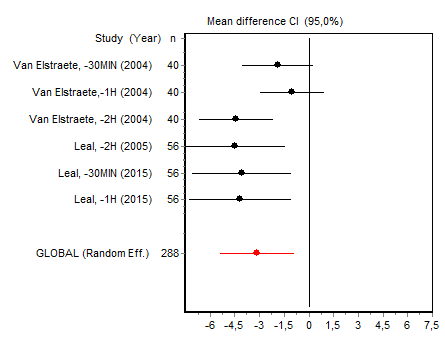 Mean difference CI (95,0%)
Study (Year) n
Van Elstraete, -30MIN (2004) 40
Van Elstraete,-1H (2004) 40
Van Elstraete, -2H (2004) 40
Leal, -2H (2005) 56
Leal, -30MIN (2015) 56
Leal, -1H (2015) 56
GLOBAL (Random Eff.) 288
-6 -4,5 -3 -1,5 0 1,5 3 4,5 6 7,5